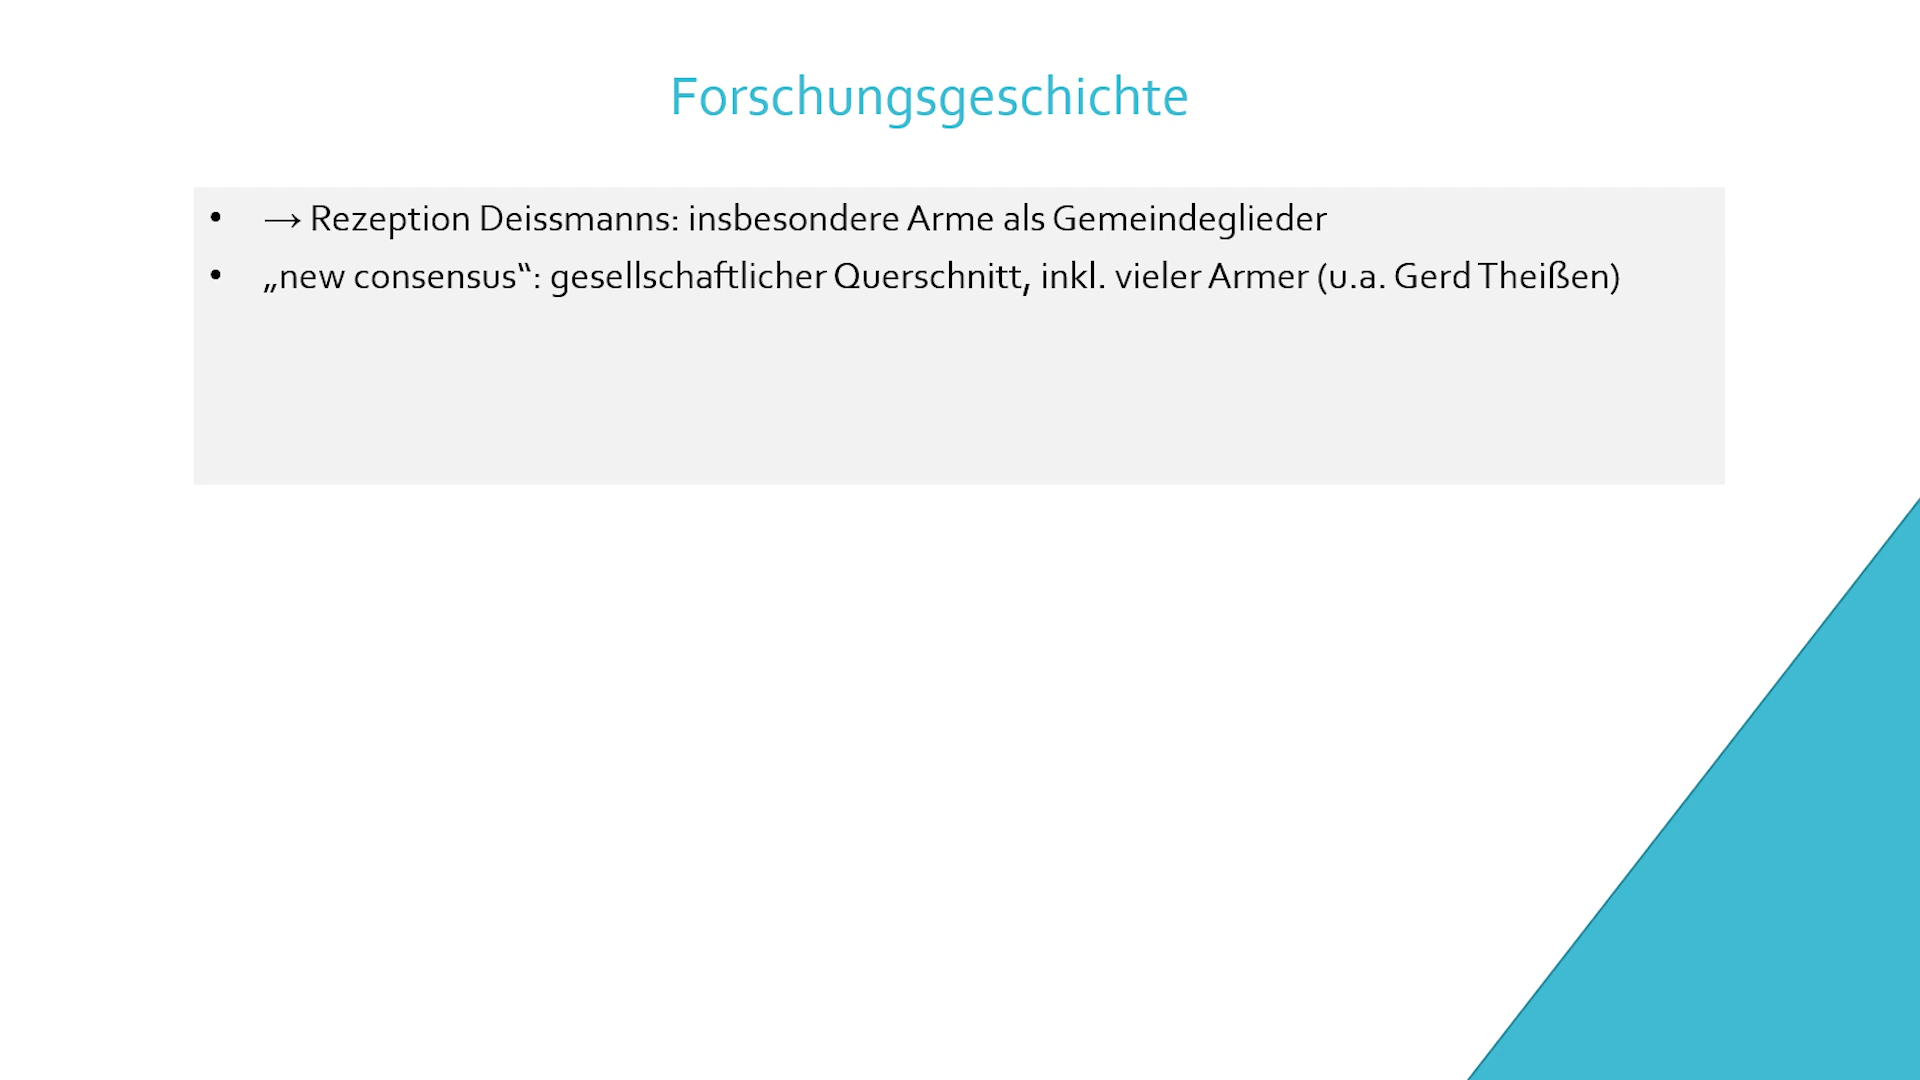 Forschungsgeschichte
• → Rezeption Deissmanns: insbesondere Arme als Gemeindeglieder
• „new consensus“: gesellschaftlicher Querschnitt, inkl. vieler Armer (u.a. Gerd Theißen)